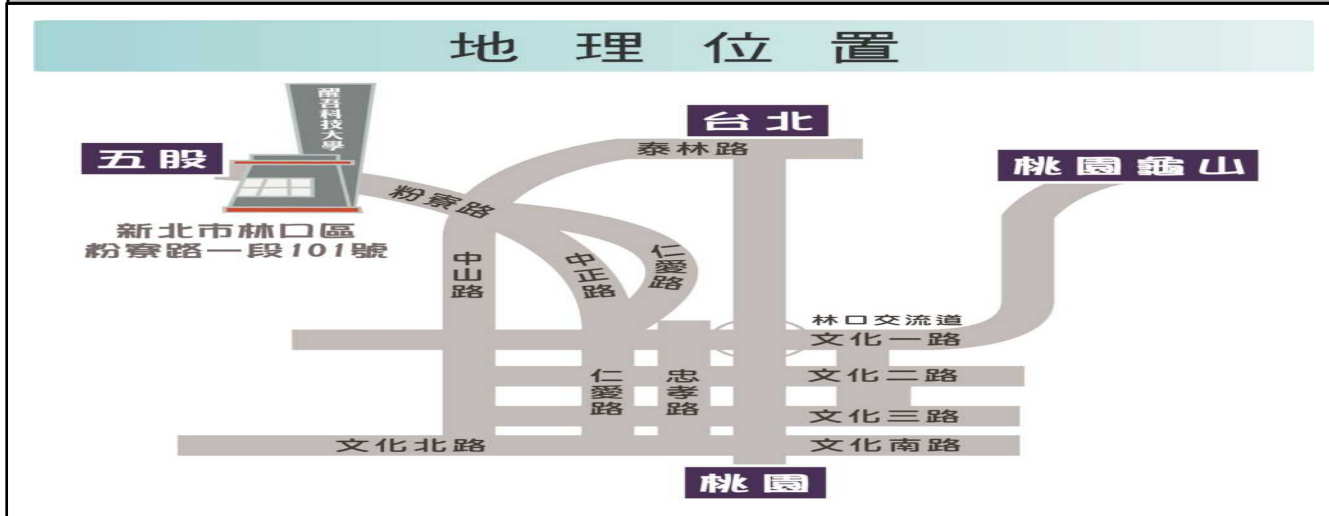 地理位置
醒吾科技大學
台北
五股
泰林路
桃園龜山
粉寮路
新北市林口區
粉寮路一段101號
中山路
中正路
仁愛路
林口交流道
文化一路
仁愛路
忠孝路
文化二路
文化三路
文化北路
文化南路
桃園